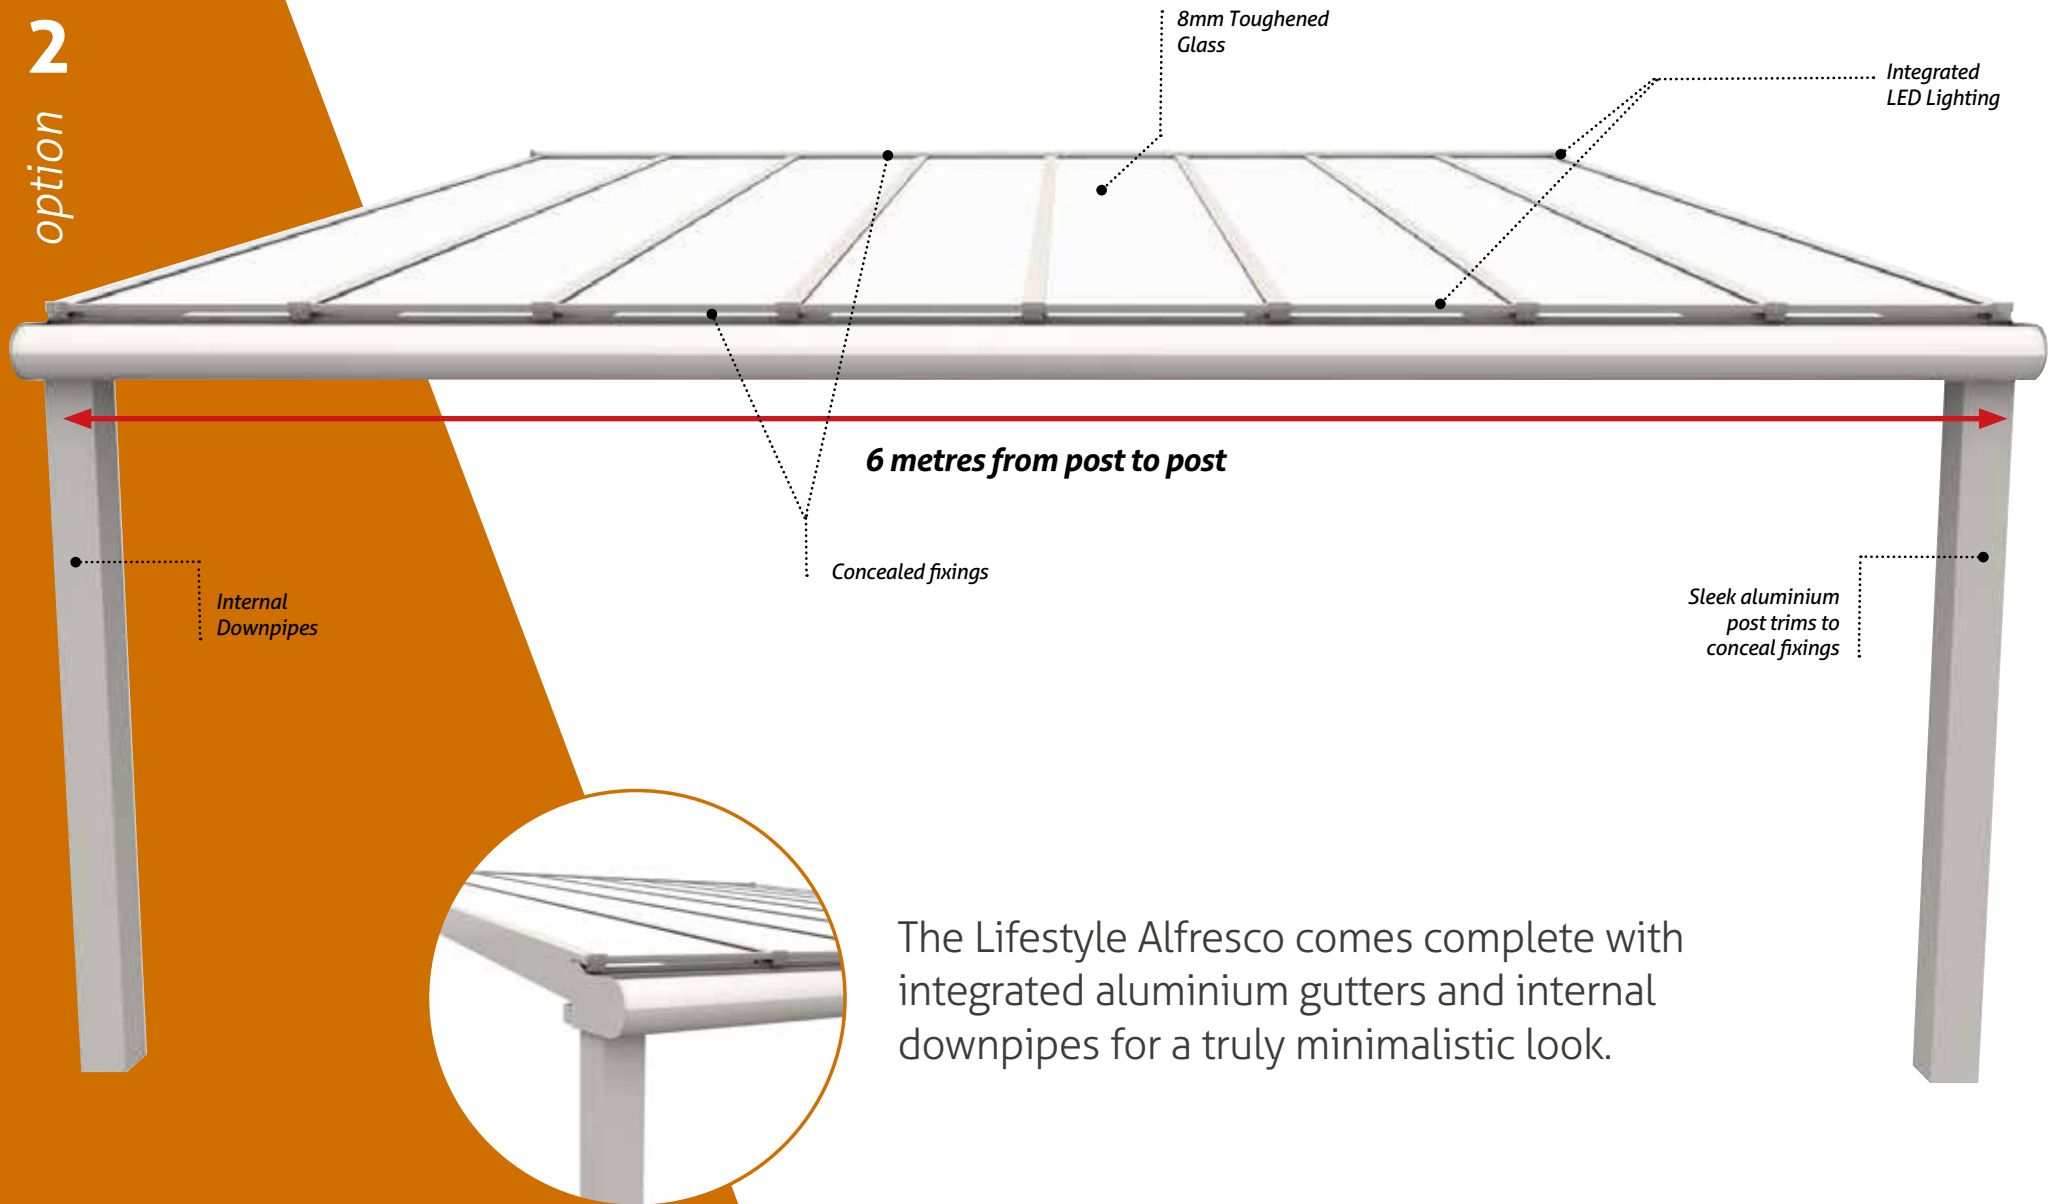 option 2
8mm Toughened
Glass
Integrated
LED Lighting
6 metres from post to post
Concealed fixings
Internal
Downpipes
Sleek aluminium
post trims to
conceal fixings
The Lifestyle Alfresco comes complete with
integrated aluminium gutters and internal
downpipes for a truly minimalistic look.